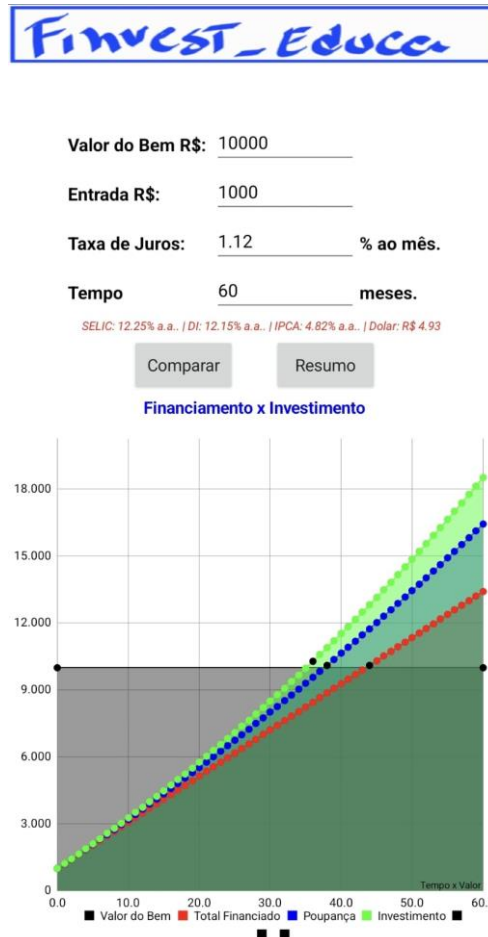 Finvest_Educa
Valor do Bem R$: 10000
Entrada R$: 1000
Taxa de Juros: 1.12 % ao mês.
Tempo 60 meses.
SELIC: 12.25% a.a.. | DI: 12.15% a.a.. | IPCA: 4.82% a.a.. | Dolar: R$ 4.93
Comparar Resumo
Financiamento x Investimento
18.000
15.000
12.000
9.000
6.000
3.000
0
Tempo x Valor
0.0 10.0 20.0 30.0 40.0 50.0 60.
Valor do Bem Total Financiado Poupança Investimento